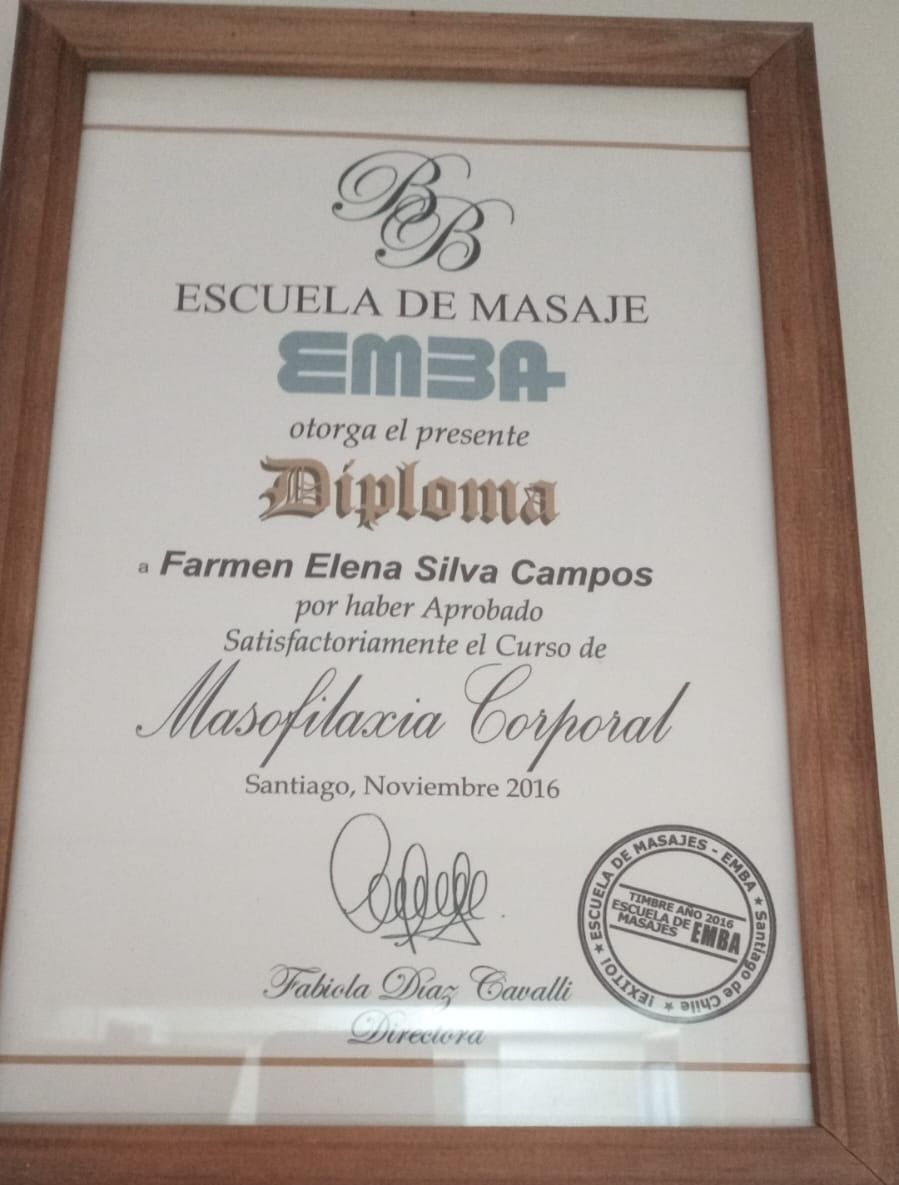 BB
ESCUELA DE MASAJE
EMBA
otorga el presente
Diploma
a Farmen Elena Silva Campos
por haber Aprobado
Satisfactoriamente el Curso de
Masofilaxia Corporal
Santiago, Noviembre 2016
Fabiola Díaz Cavalli
Directora
★ ESCUELA DE MASAJES - EMBA ★ Santiago de Chile ★ ¡EXITO!
TIMBRE AÑO 2016
ESCUELA DE
MASAJES EMBA